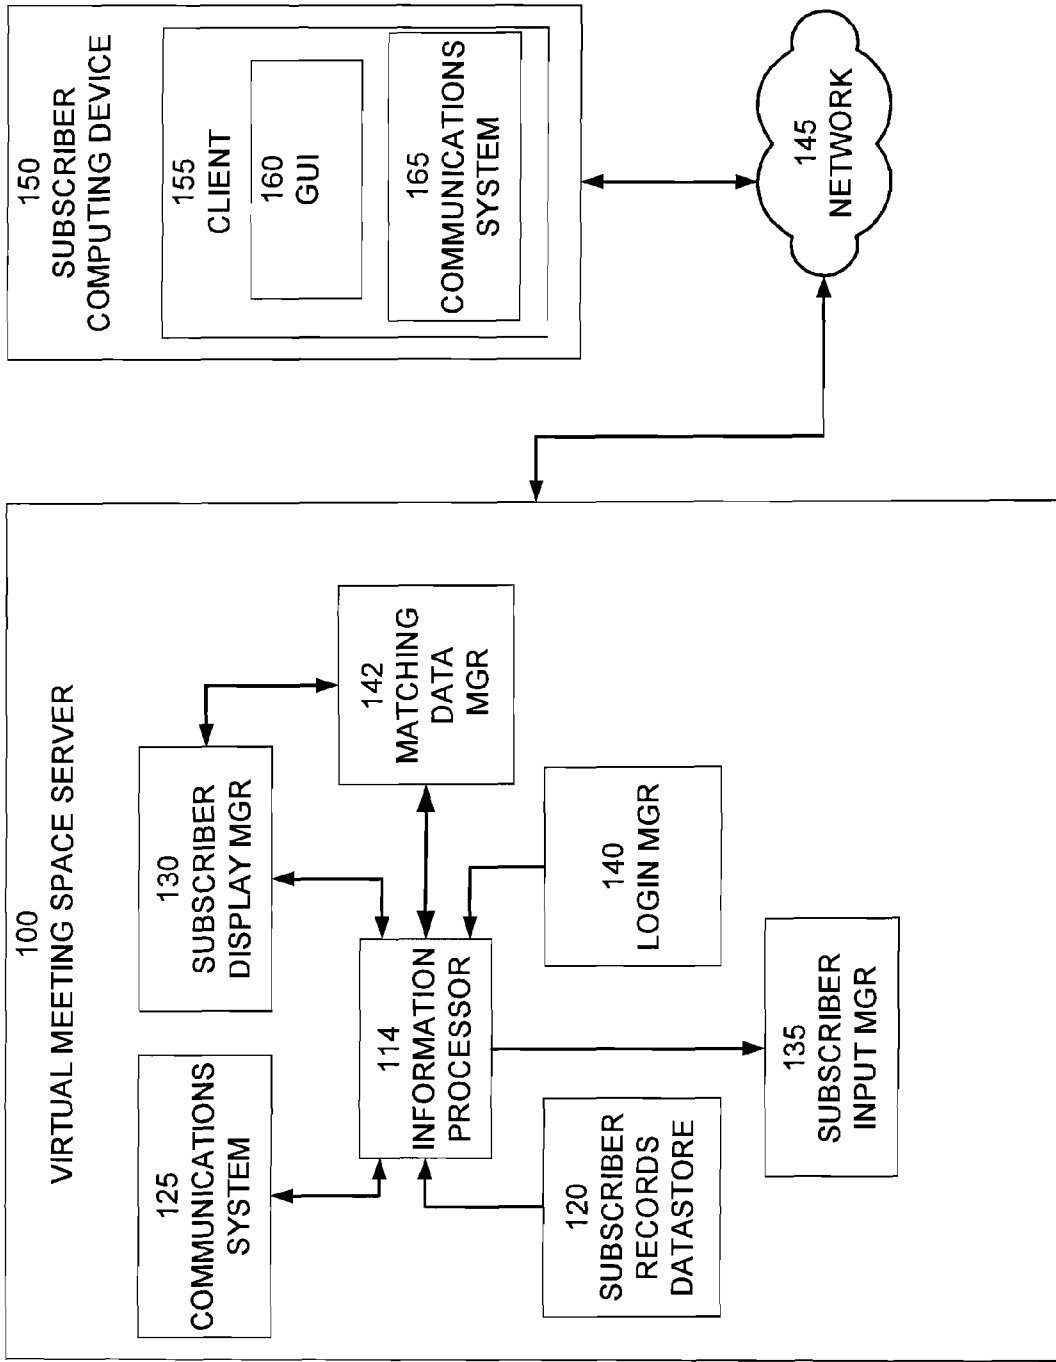 100
VIRTUAL MEETING SPACE SERVER
125
COMMUNICATIONS
SYSTEM
130
SUBSCRIBER
DISPLAY MGR
114
INFORMATION
PROCESSOR
142
MATCHING
DATA
MGR
120
SUBSCRIBER
RECORDS
DATASTORE
140
LOGIN MGR
135
SUBSCRIBER
INPUT MGR
150
SUBSCRIBER
COMPUTING DEVICE
155
CLIENT
160
GUI
165
COMMUNICATIONS
SYSTEM
145
NETWORK